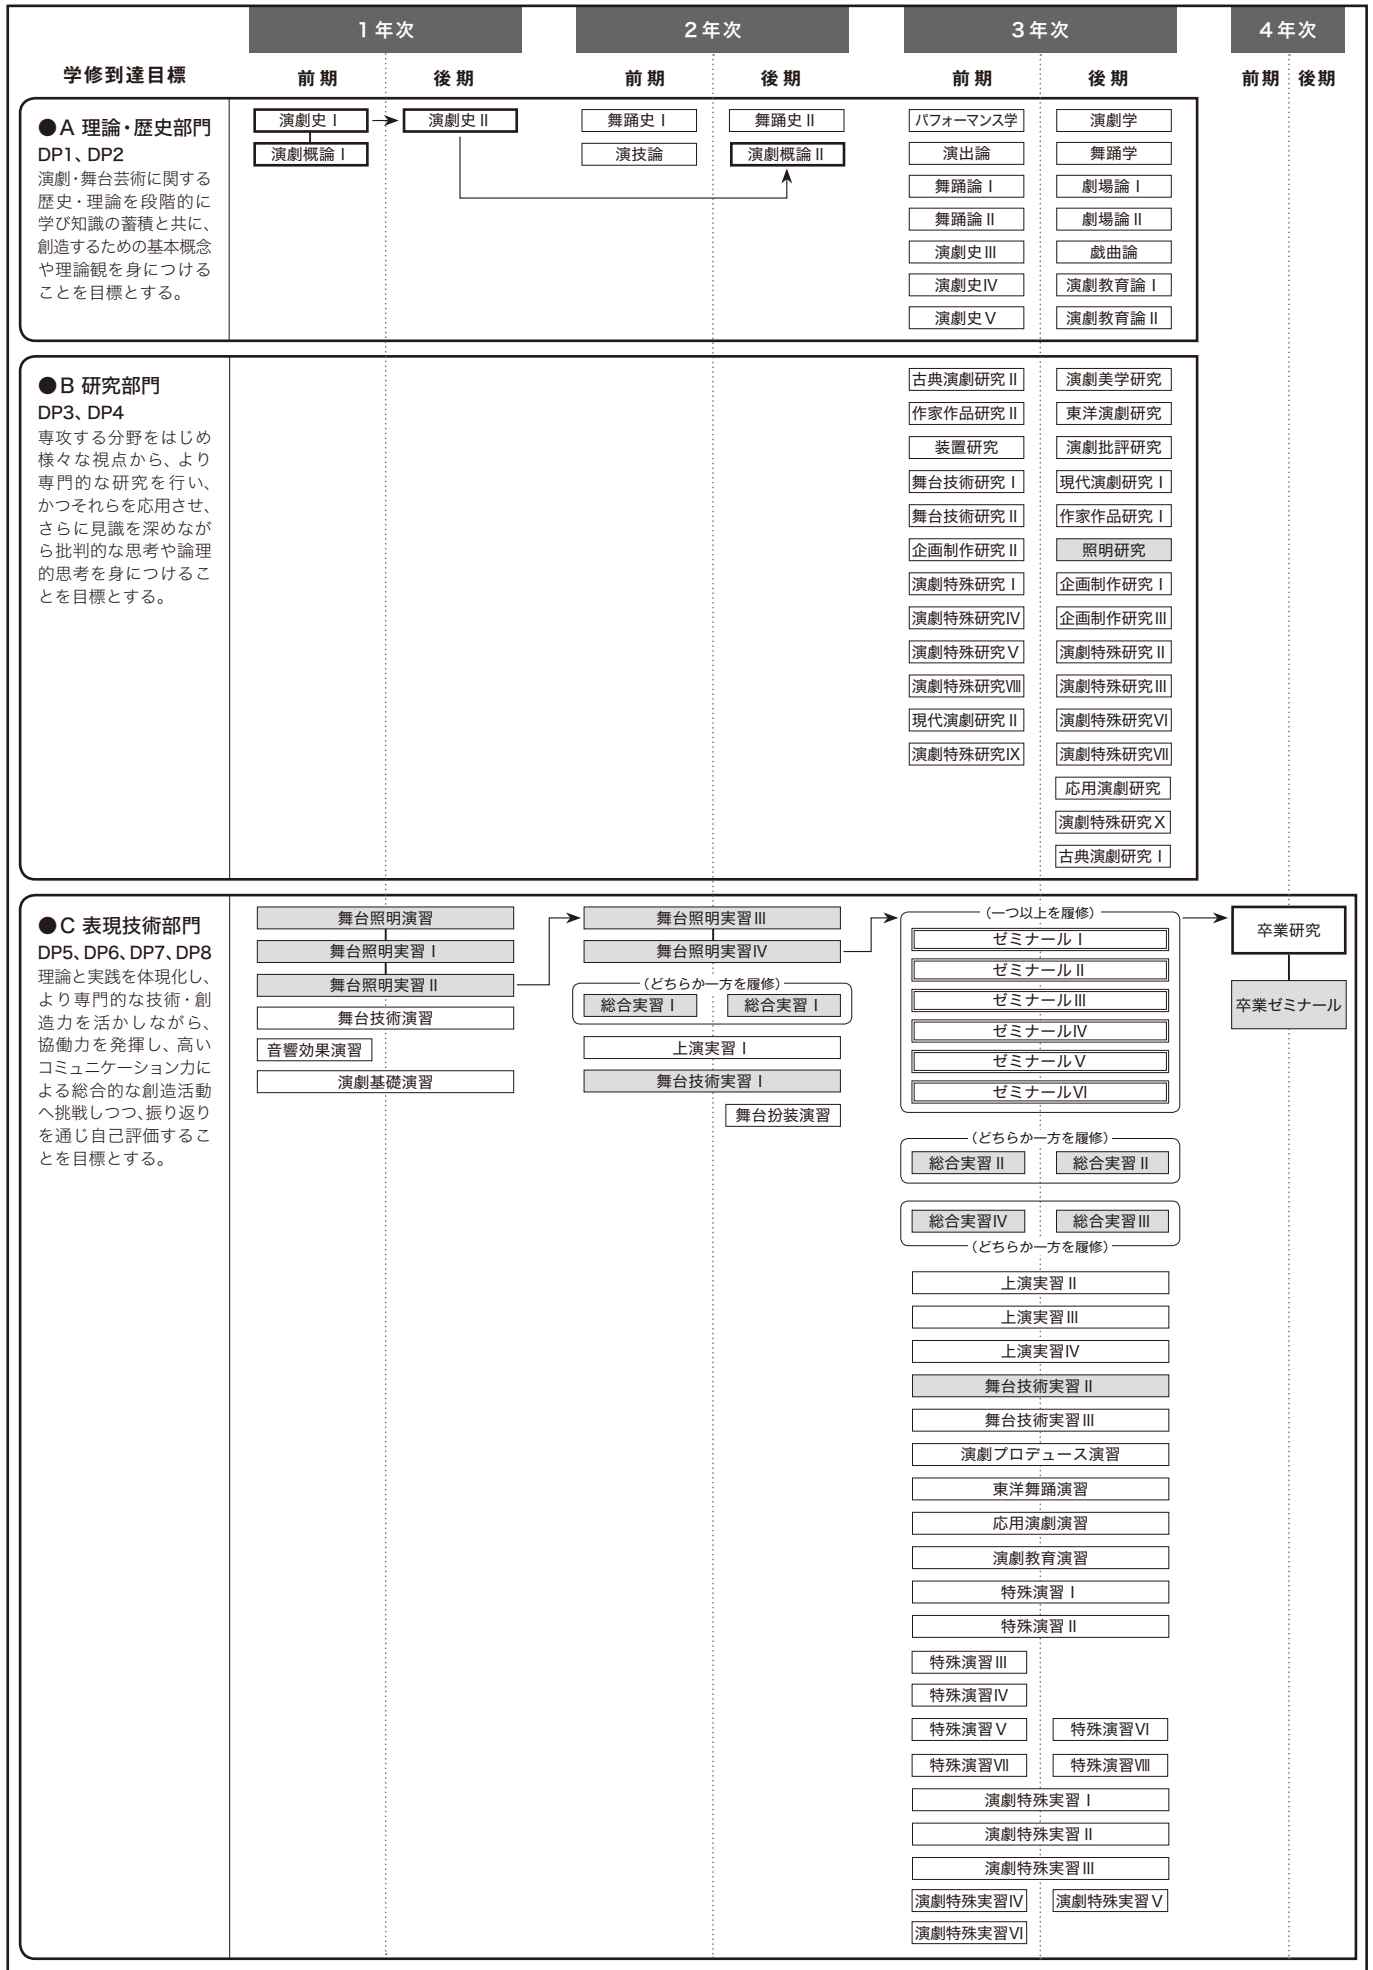 1年次 2年次 3年次 4年次
学修到達目標 前期 後期 前期 後期 前期 後期 前期 後期
●A 理論・歴史部門
DP1、DP2
演劇・舞台芸術に関する
歴史・理論を段階的に
学び知識の蓄積と共に、
創造するための基本概念
や理論観を身につける
ことを目標とする。
演劇史Ⅰ 演劇史Ⅱ 舞踊史Ⅰ 舞踊史Ⅱ パフォーマンス学 演劇学
演劇概論Ⅰ 演技論 演劇概論Ⅱ 演出論 舞踊学
舞踊論Ⅰ 劇場論Ⅰ
舞踊論Ⅱ 劇場論Ⅱ
演劇史Ⅲ 戯曲論
演劇史Ⅳ 演劇教育論Ⅰ
演劇史Ⅴ 演劇教育論Ⅱ
●B 研究部門
DP3、DP4
専攻する分野をはじめ
様々な視点から、より
専門的な研究を行い、
かつそれらを応用させ、
さらに見識を深めなが
ら批判的な思考や論理
的思考を身につけるこ
とを目標とする。
古典演劇研究Ⅱ 演劇美学研究
作家作品研究Ⅱ 東洋演劇研究
装置研究 演劇批評研究
舞台技術研究Ⅰ 現代演劇研究Ⅰ
舞台技術研究Ⅱ 作家作品研究Ⅰ
企画制作研究Ⅱ 照明研究
演劇特殊研究Ⅰ 企画制作研究Ⅰ
演劇特殊研究Ⅳ 企画制作研究Ⅲ
演劇特殊研究Ⅴ 演劇特殊研究Ⅱ
演劇特殊研究Ⅷ 演劇特殊研究Ⅲ
現代演劇研究Ⅱ 演劇特殊研究Ⅵ
演劇特殊研究Ⅸ 演劇特殊研究Ⅶ
応用演劇研究
演劇特殊研究Ⅹ
古典演劇研究Ⅰ
●C 表現技術部門
DP5、DP6、DP7、DP8
理論と実践を体現化し、
より専門的な技術・創
造力を活かしながら、
協働力を発揮し、高い
コミュニケーション力に
よる総合的な創造活動
へ挑戦しつつ、振り返り
を通じ自己評価するこ
とを目標とする。
舞台照明演習
舞台照明実習Ⅰ
舞台照明実習Ⅱ
舞台技術演習
音響効果演習
演劇基礎演習
舞台照明実習Ⅲ
舞台照明実習Ⅳ
（どちらか一方を履修）
総合実習Ⅰ 総合実習Ⅰ
上演実習Ⅰ
舞台技術実習Ⅰ
舞台扮装演習
（一つ以上を履修）
ゼミナールⅠ
ゼミナールⅡ
ゼミナールⅢ
ゼミナールⅣ
ゼミナールⅤ
ゼミナールⅥ
（どちらか一方を履修）
総合実習Ⅱ 総合実習Ⅱ
総合実習Ⅳ 総合実習Ⅲ
（どちらか一方を履修）
上演実習Ⅱ
上演実習Ⅲ
上演実習Ⅳ
舞台技術実習Ⅱ
舞台技術実習Ⅲ
演劇プロデュース演習
東洋舞踊演習
応用演劇演習
演劇教育演習
特殊演習Ⅰ
特殊演習Ⅱ
特殊演習Ⅲ
特殊演習Ⅳ
特殊演習Ⅴ 特殊演習Ⅵ
特殊演習Ⅶ 特殊演習Ⅷ
演劇特殊実習Ⅰ
演劇特殊実習Ⅱ
演劇特殊実習Ⅲ
演劇特殊実習Ⅳ 演劇特殊実習Ⅴ
演劇特殊実習Ⅵ
卒業研究
卒業ゼミナール